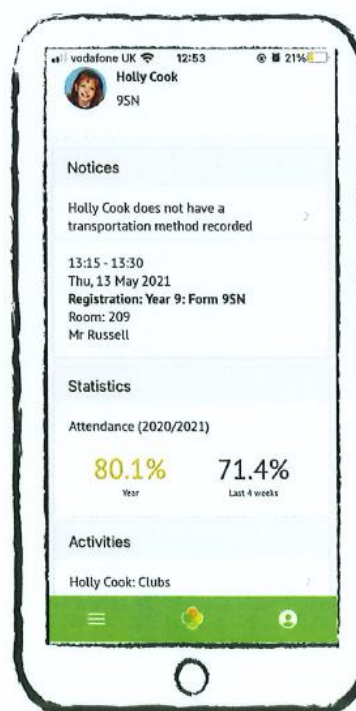 vodafone UK 12:53 21%
Holly Cook
9SN
Notices
Holly Cook does not have a
transportation method recorded
13:15 - 13:30
Thu, 13 May 2021
Registration: Year 9: Form 9SN
Room: 209
Mr Russell
Statistics
Attendance (2020/2021)
80.1% 71.4%
Year Last 4 weeks
Activities
Holly Cook: Clubs